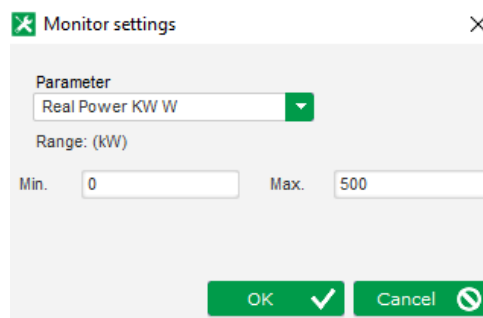 Monitor settings
Parameter
Real Power KW W
Range: (kW)
Min. 0 Max. 500
OK Cancel